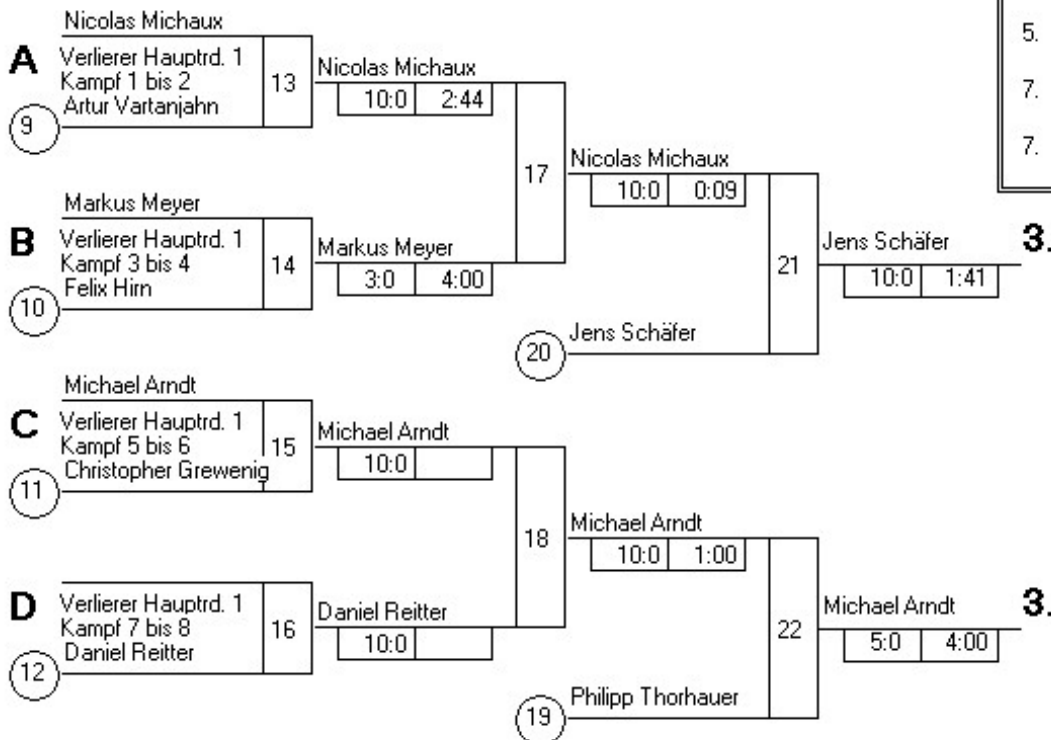 Nicolas Michaux
A
Verlierer Hauptrd. 1
Kampf 1 bis 2
Artur Vartanjahn
9
13
Nicolas Michaux
10:0 2:44
Markus Meyer
B
Verlierer Hauptrd. 1
Kampf 3 bis 4
Felix Hirn
10
14
Markus Meyer
3:0 4:00
17
Nicolas Michaux
10:0 0:09
20
Jens Schäfer
21
Jens Schäfer
10:0 1:41
3.
Michael Arndt
C
Verlierer Hauptrd. 1
Kampf 5 bis 6
Christopher Grewenig
11
15
Michael Arndt
10:0
D
Verlierer Hauptrd. 1
Kampf 7 bis 8
Daniel Reitter
12
16
Daniel Reitter
10:0
18
Michael Arndt
10:0 1:00
19
Philipp Thorhauer
22
Michael Arndt
5:0 4:00
3.
5.
7.
7.